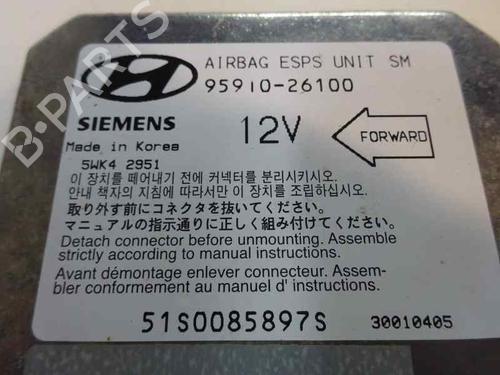 AIRBAG ESPS UNIT SM
95910-26100
SIEMENS 12V FORWARD
Made in Korea
5WK4 2951
이 장치를 떼어내기 전에 커넥터를 분리시키시오.
안내 책자의 지침에 따라서만 이 장치를 조립하십시오.
取り外す前にコネクタを抜いてください。
マニュアルの指示通りに正しく組み付けてください。
Detach connector before unmounting. Assemble
strictly according to manual instructions.
Avant démontage enlever connecteur. Assem-
bler conformement au manuel d' instructions.
51S0085897S 30010405
B-PARTS